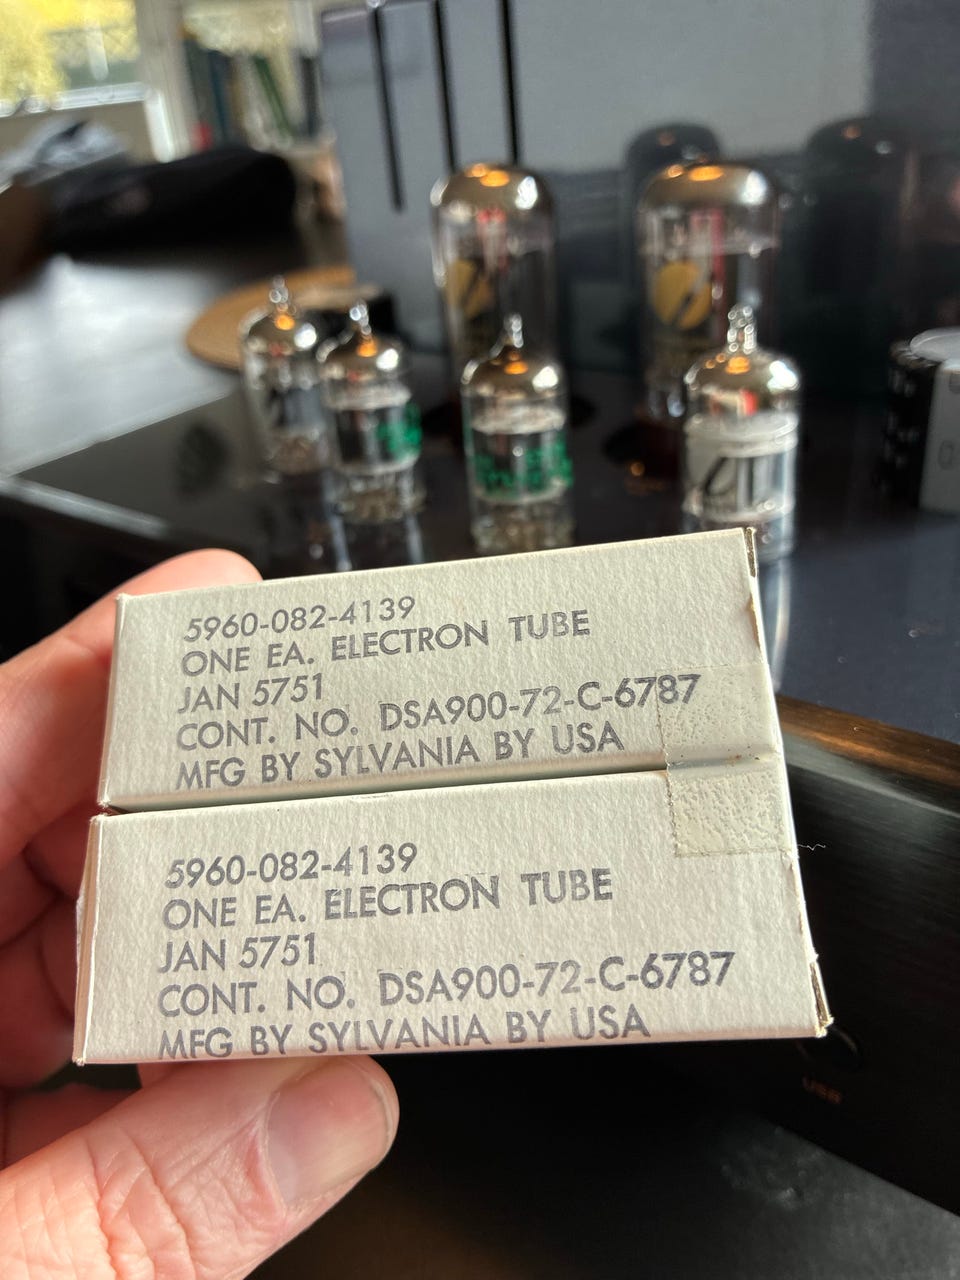 5960-082-4139
ONE EA. ELECTRON TUBE
JAN 5751
CONT. NO. DSA900-72-C-6787
MFG BY SYLVANIA BY USA
5960-082-4139
ONE EA. ELECTRON TUBE
JAN 5751
CONT. NO. DSA900-72-C-6787
MFG BY SYLVANIA BY USA
USB